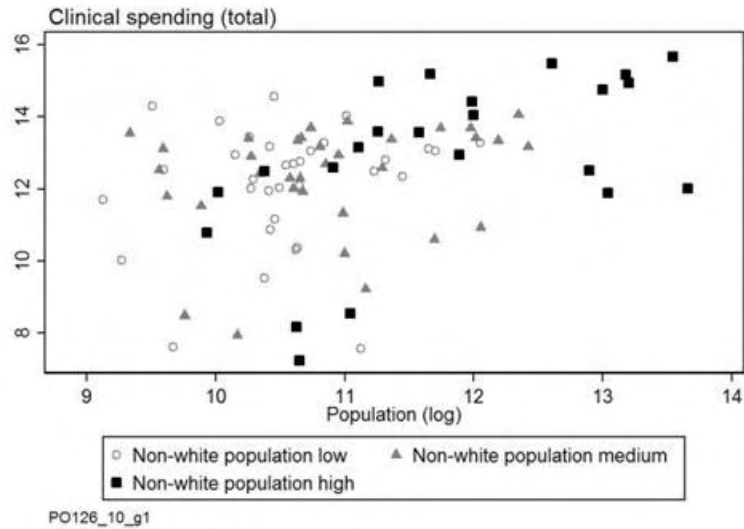 Clinical spending (total)
16
14
12
10
8
9 10 11 12 13 14
Population (log)
Non-white population low Non-white population medium
Non-white population high
PO126_10_g1